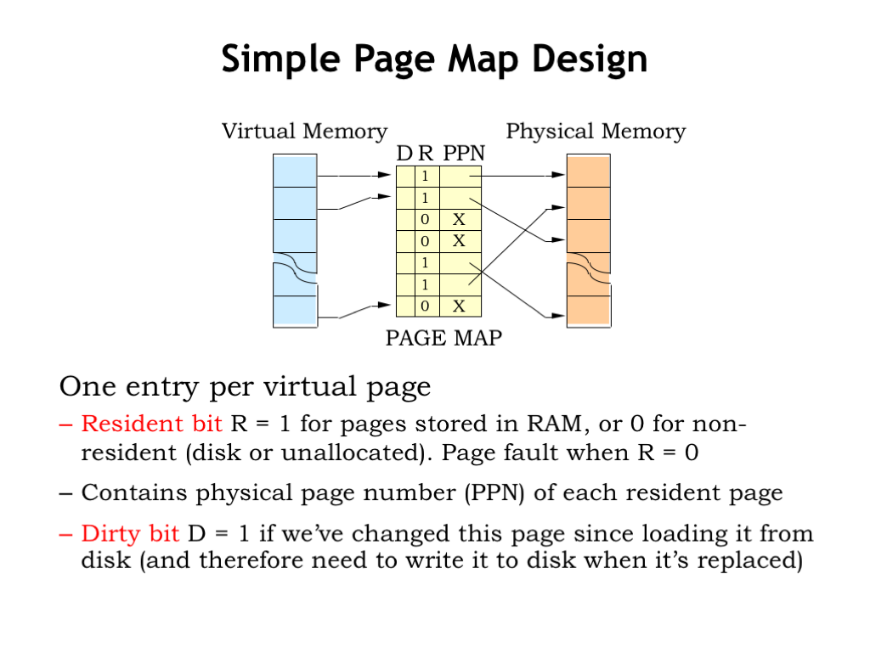 Simple Page Map Design
Virtual Memory
Physical Memory
D R PPN
1
1
0 X
0 X
1
1
0 X
PAGE MAP
One entry per virtual page
– Resident bit R = 1 for pages stored in RAM, or 0 for non-
resident (disk or unallocated). Page fault when R = 0
– Contains physical page number (PPN) of each resident page
– Dirty bit D = 1 if we’ve changed this page since loading it from
disk (and therefore need to write it to disk when it’s replaced)